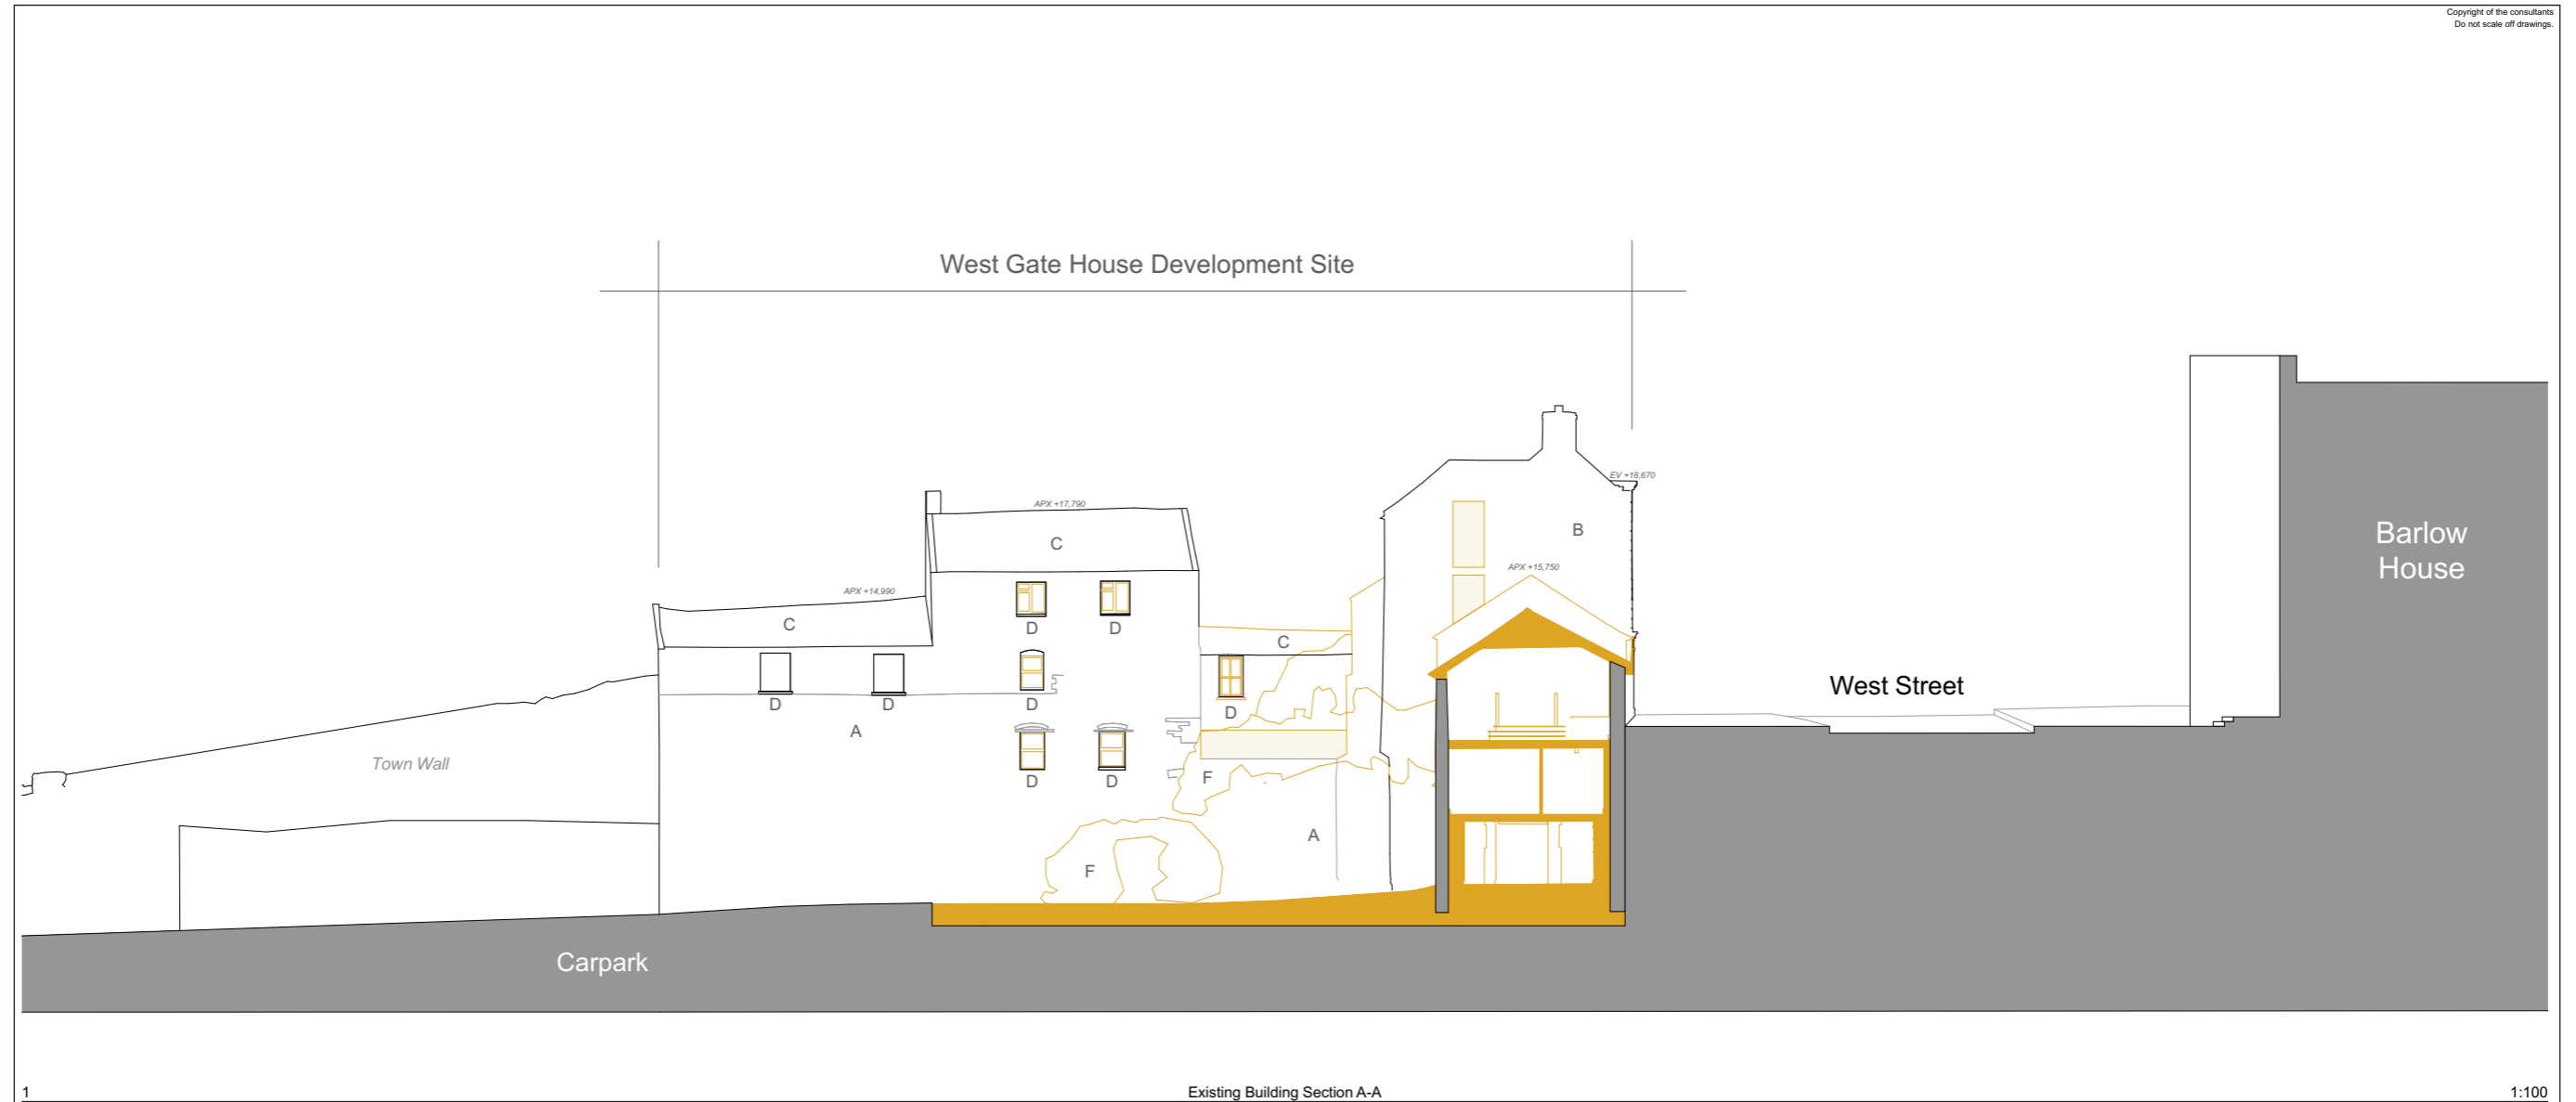 Copyright of the consultants
Do not scale off drawings.
West Gate House Development Site
EV +18,670
APX +17,790
B
Barlow
House
C
APX +15,750
APX +14,990
C
D
D
C
West Street
D
D
D
D
A
Town Wall
D
D
F
A
F
Carpark
1
Existing Building Section A-A
1:100